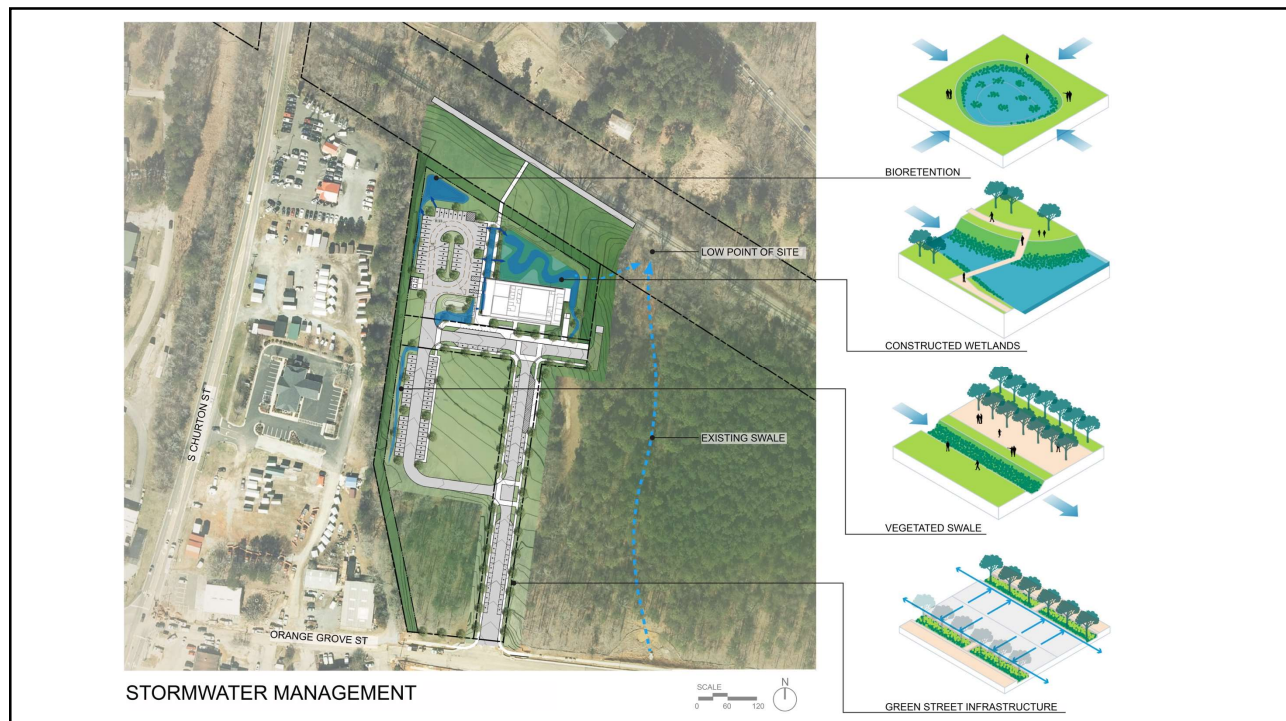 BIORETENTION
LOW POINT OF SITE
CONSTRUCTED WETLANDS
S CHURTON ST
EXISTING SWALE
VEGETATED SWALE
ORANGE GROVE ST
STORMWATER MANAGEMENT
SCALE
0 60 120
N
GREEN STREET INFRASTRUCTURE